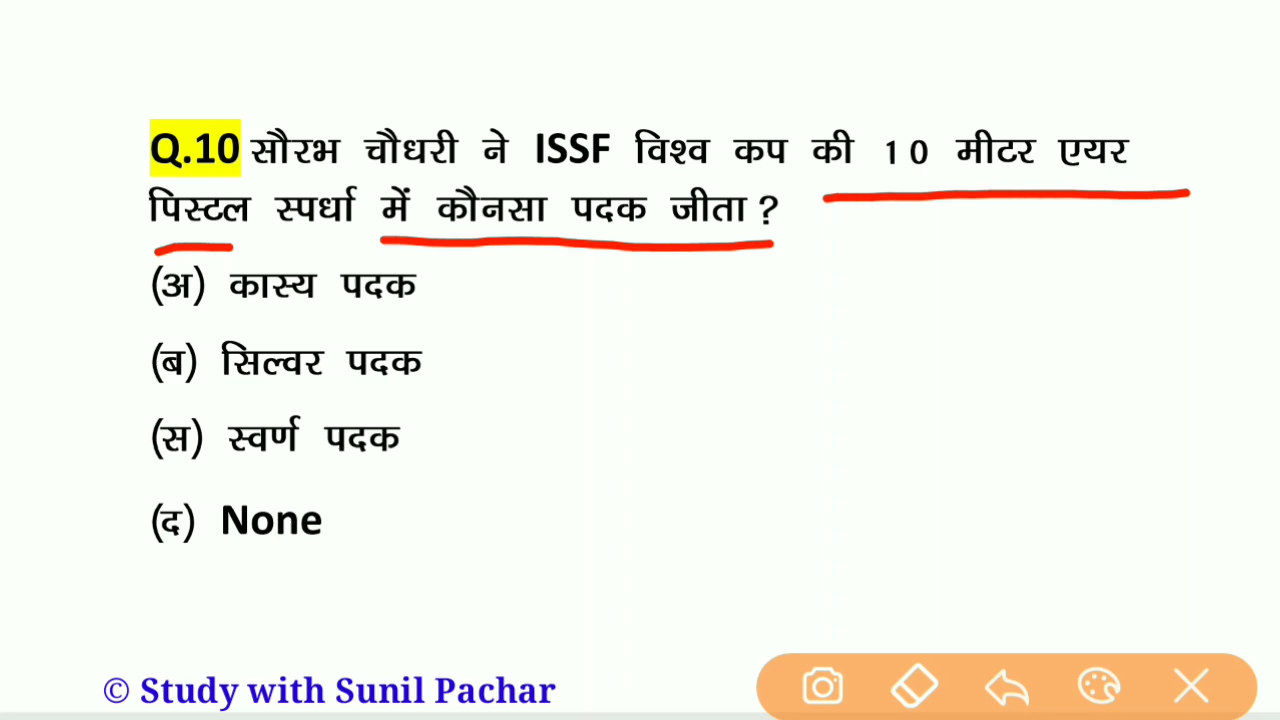 Q.10 सौरभ चौधरी ने ISSF विश्व कप की 10 मीटर एयर
पिस्टल स्पर्धा में कौनसा पदक जीता?
(अ) कास्य पदक
(ब) सिल्वर पदक
(स) स्वर्ण पदक
(द) None
© Study with Sunil Pachar